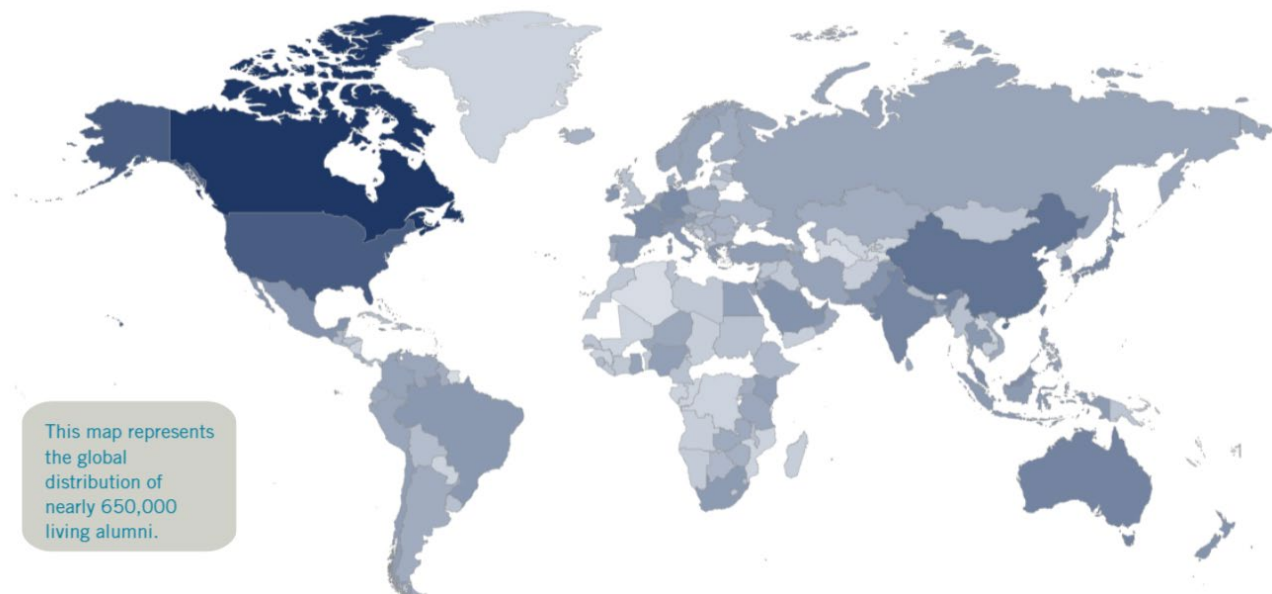 This map represents
the global
distribution of
nearly 650,000
living alumni.